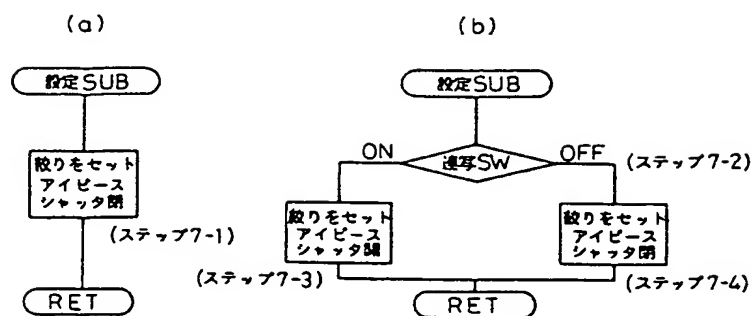 (a)
設定SUB
絞りをセット
アイピース
シャッタ閉
(ステップ7-1)
RET
(b)
設定SUB
連写SW
ON
OFF
(ステップ7-2)
絞りをセット
アイピース
シャッタ開
(ステップ7-3)
絞りをセット
アイピース
シャッタ閉
(ステップ7-4)
RET